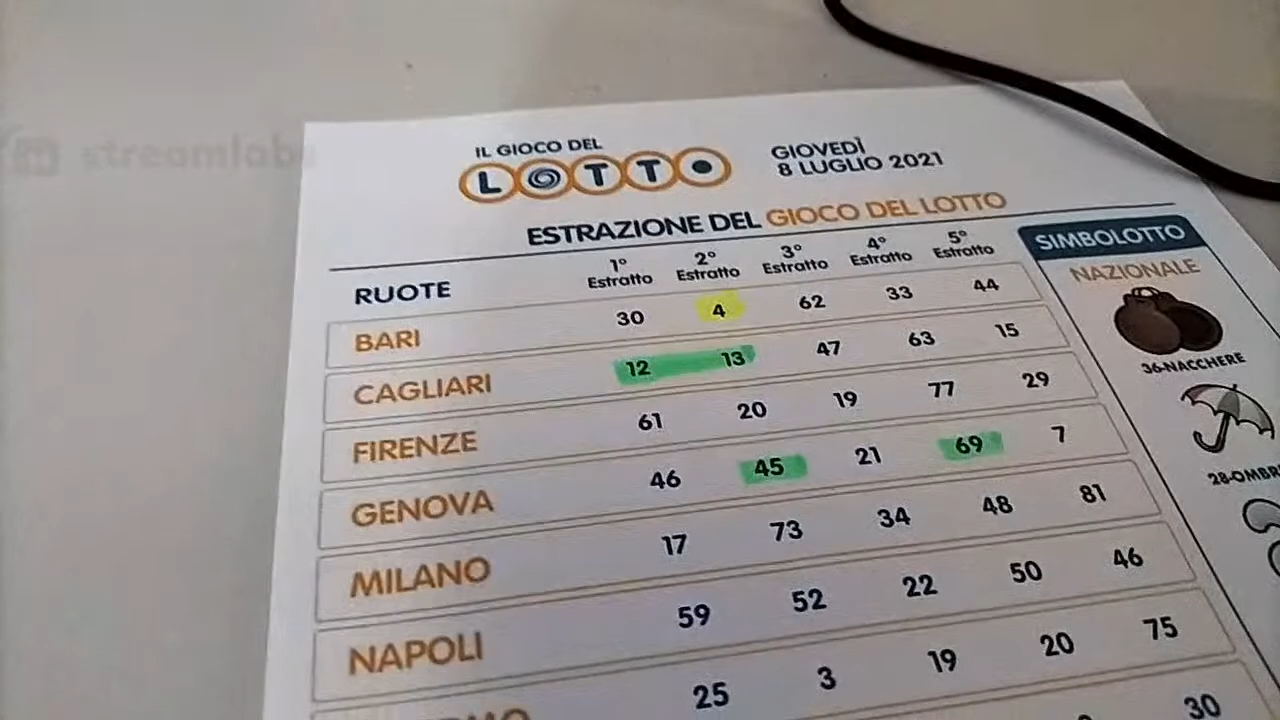 streamlabs
IL GIOCO DEL
LOTTO
GIOVEDÌ
8 LUGLIO 2021
ESTRAZIONE DEL GIOCO DEL LOTTO
RUOTE 1° Estratto 2° Estratto 3° Estratto 4° Estratto 5° Estratto
BARI 30 4 62 33 44
CAGLIARI 12 13 47 63 15
FIRENZE 61 20 19 77 29
GENOVA 46 45 21 69 7
MILANO 17 73 34 48 81
NAPOLI 59 52 22 50 46
25 3 19 20 75
30
SIMBOLOTTO
NAZIONALE
36-NACCHERE
28-OMBR